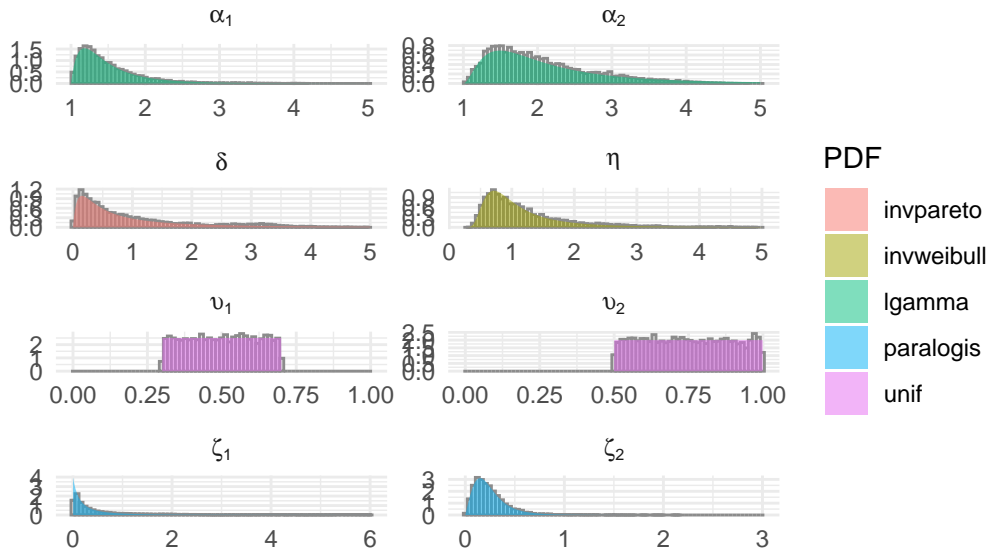 α₁
α₂
1.5
1.0
0.5
0.0
1 2 3 4 5
0.8
0.6
0.4
0.2
0.0
1 2 3 4 5
δ
η
1.2
0.9
0.6
0.3
0.0
0 1 2 3 4 5
0.9
0.6
0.3
0.0
0 1 2 3 4 5
υ₁
υ₂
2
1
0
0.00 0.25 0.50 0.75 1.00
2.5
2.0
1.5
1.0
0.5
0.0
0.00 0.25 0.50 0.75 1.00
ζ₁
ζ₂
4
3
2
1
0
0 2 4 6
3
2
1
0
0 1 2 3
PDF
invpareto
invweibull
lgamma
paralogis
unif